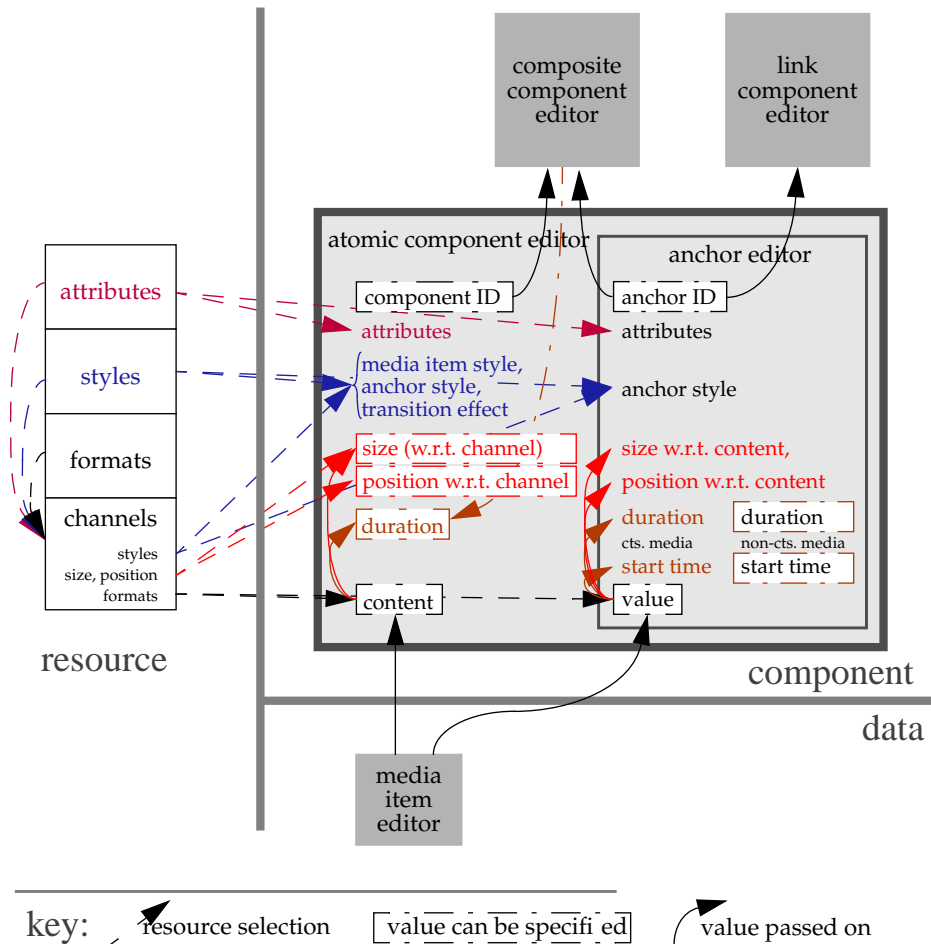 composite
component
editor
link
component
editor
atomic component editor
anchor editor
attributes
styles
formats
channels
styles
size, position
formats
resource
component ID
attributes
media item style,
anchor style,
transition effect
size (w.r.t. channel)
position w.r.t. channel
duration
content
anchor ID
attributes
anchor style
size w.r.t. content,
position w.r.t. content
duration
cts. media
start time
duration
non-cts. media
start time
value
component
data
media
item
editor
key:
resource selection
value can be specifi ed
value passed on